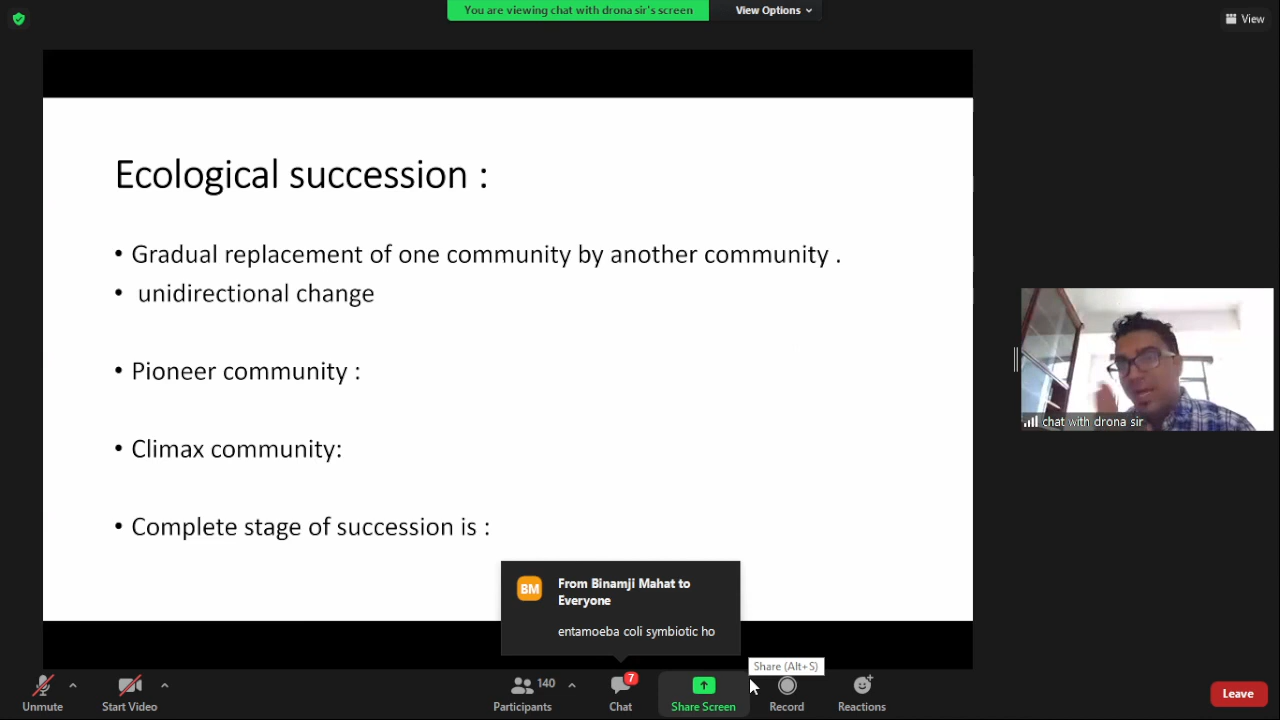 You are viewing chat with drona sir's screen
View Options
View
Ecological succession :
• Gradual replacement of one community by another community .
• unidirectional change
• Pioneer community :
• Climax community:
• Complete stage of succession is :
chat with drona sir
BM
From Binamji Mahat to
Everyone
entamoeba coli symbiotic ho
Share (Alt+S)
Unmute
Start Video
140
Participants
7
Chat
Share Screen
Record
Reactions
Leave